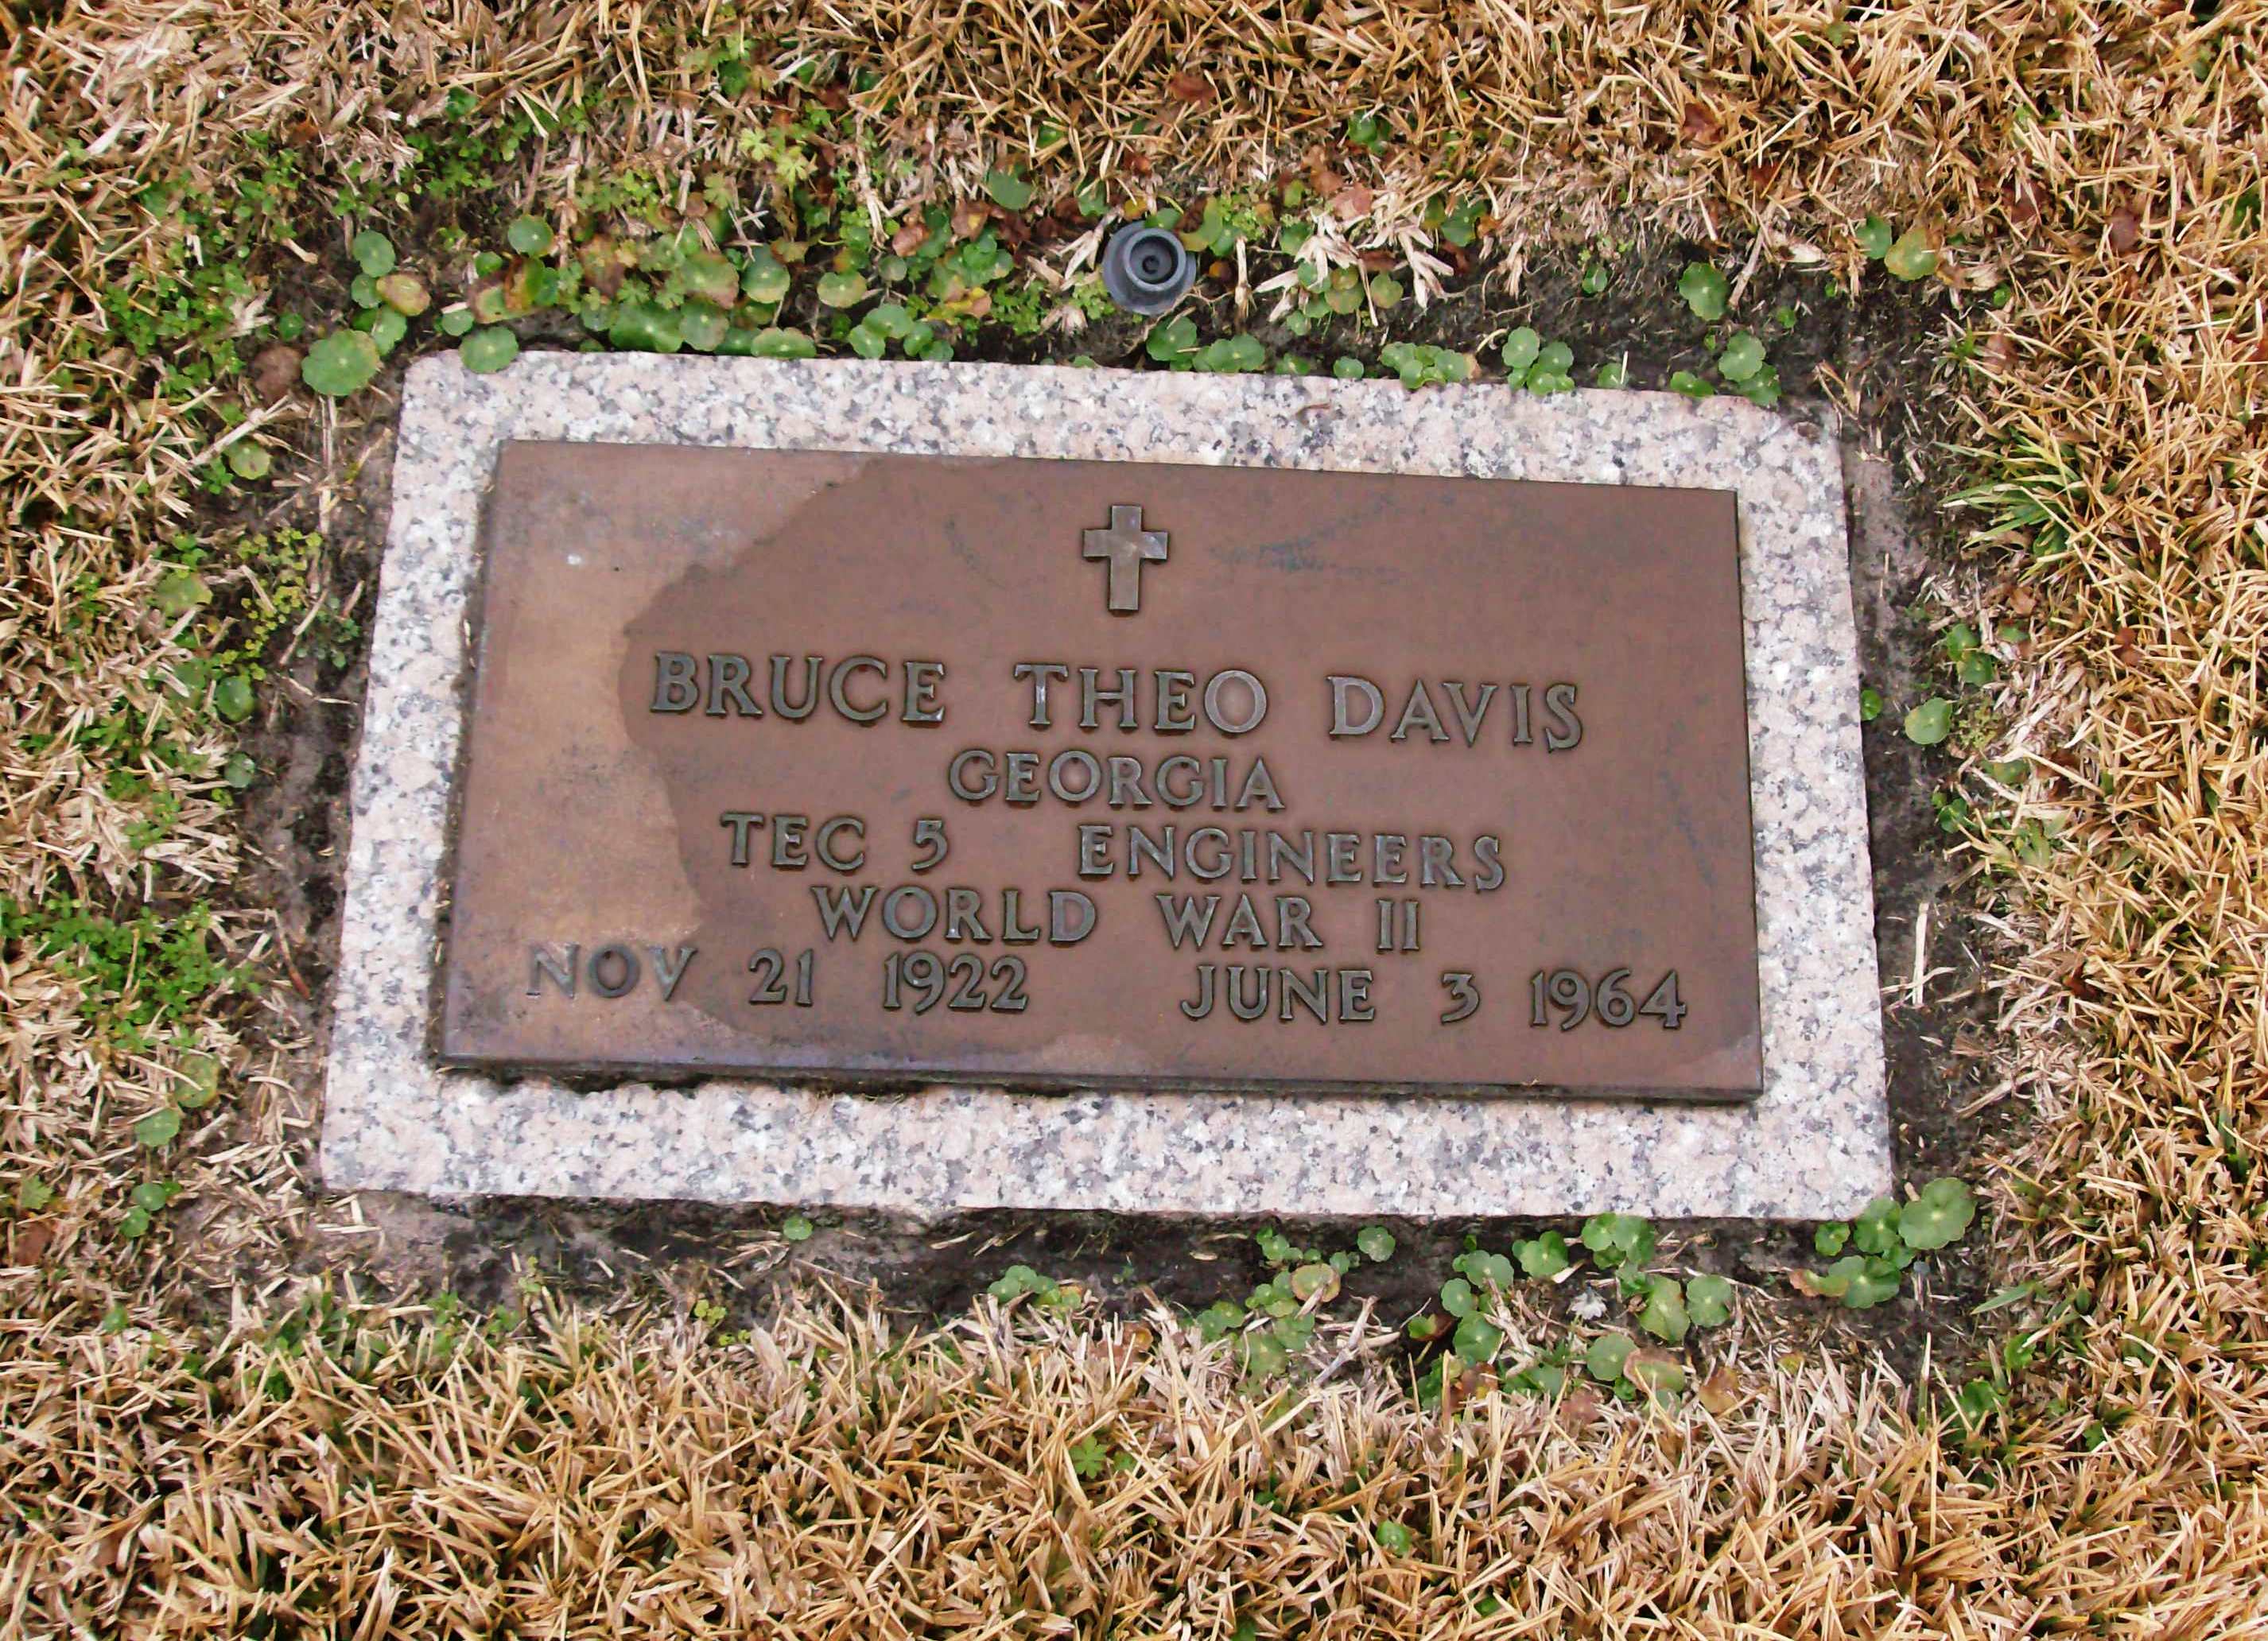 BRUCE THEO DAVIS
GEORGIA
TEC 5 ENGINEERS
WORLD WAR II
NOV 21 1922 JUNE 3 1964